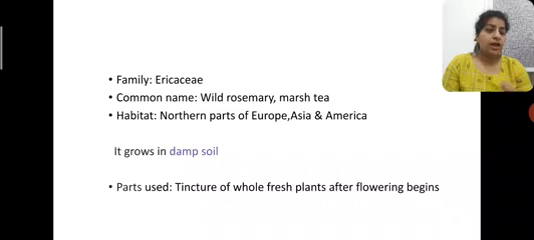 • Family: Ericaceae
• Common name: Wild rosemary, marsh tea
• Habitat: Northern parts of Europe,Asia & America
It grows in damp soil
• Parts used: Tincture of whole fresh plants after flowering begins